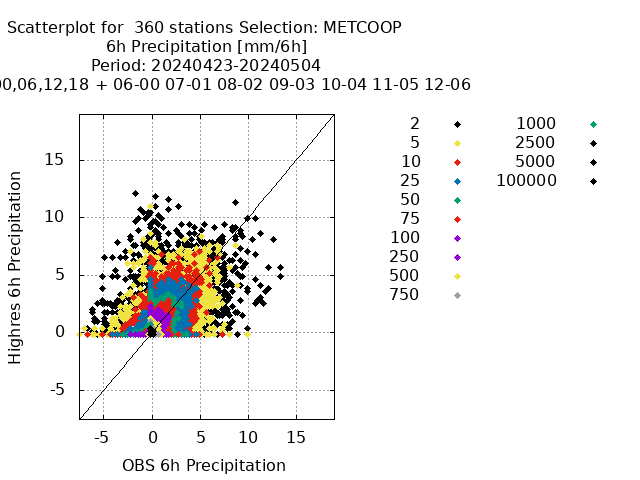 Scatterplot for  360 stations Selection: METCOOP
6h Precipitation [mm/6h]
Period: 20240423-20240504
00,06,12,18 + 06-00 07-01 08-02 09-03 10-04 11-05 12-06
2
5
10
25
50
75
100
250
500
750
1000
2500
5000
100000
Highres 6h Precipitation
15
10
5
0
-5
-5 0 5 10 15
OBS 6h Precipitation